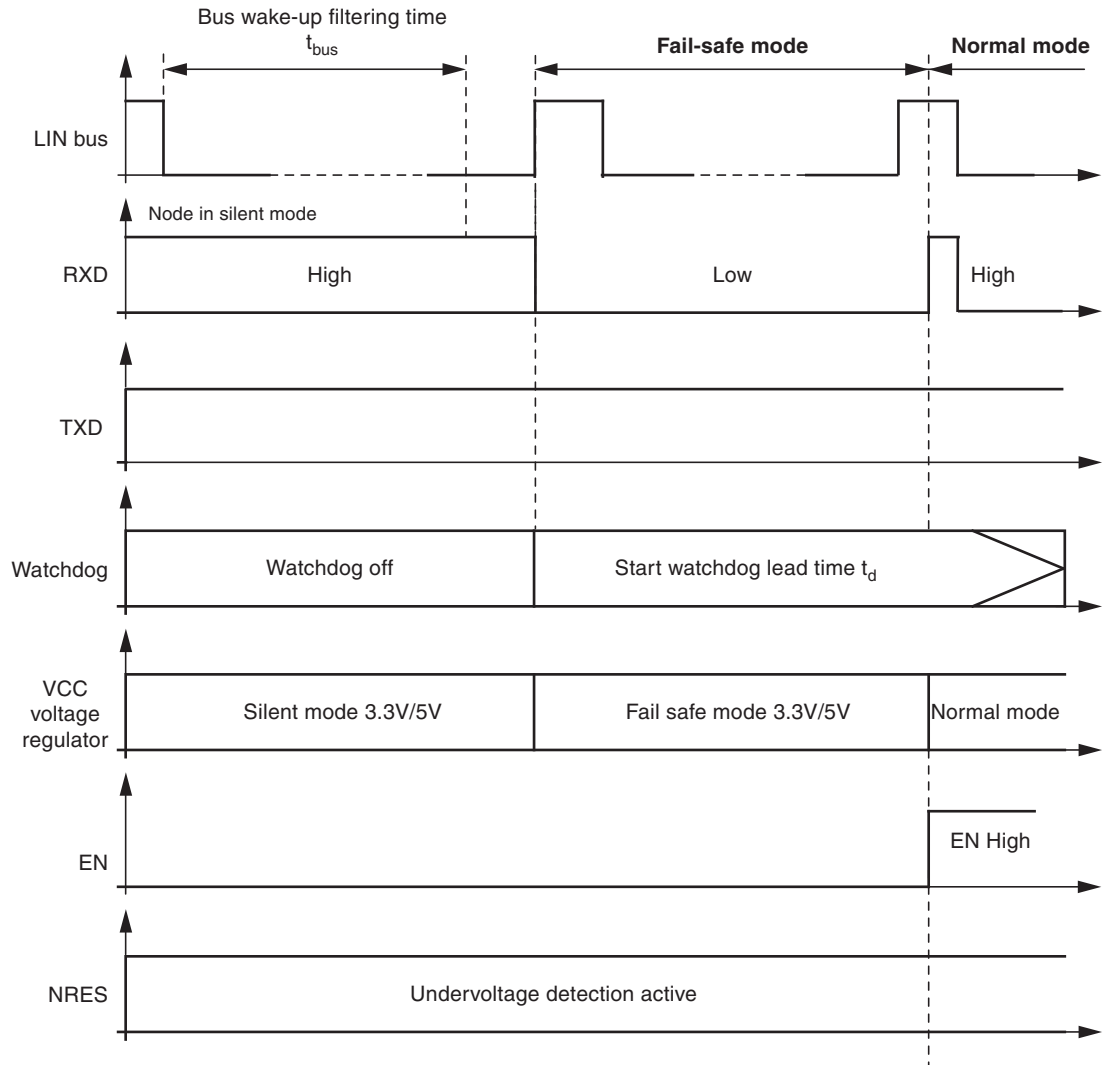 Bus wake-up filtering time
tbus
Fail-safe mode
Normal mode
LIN bus
Node in silent mode
RXD
High
Low
High
TXD
Watchdog
Watchdog off
Start watchdog lead time td
VCC
voltage
regulator
Silent mode 3.3V/5V
Fail safe mode 3.3V/5V
Normal mode
EN
EN High
NRES
Undervoltage detection active